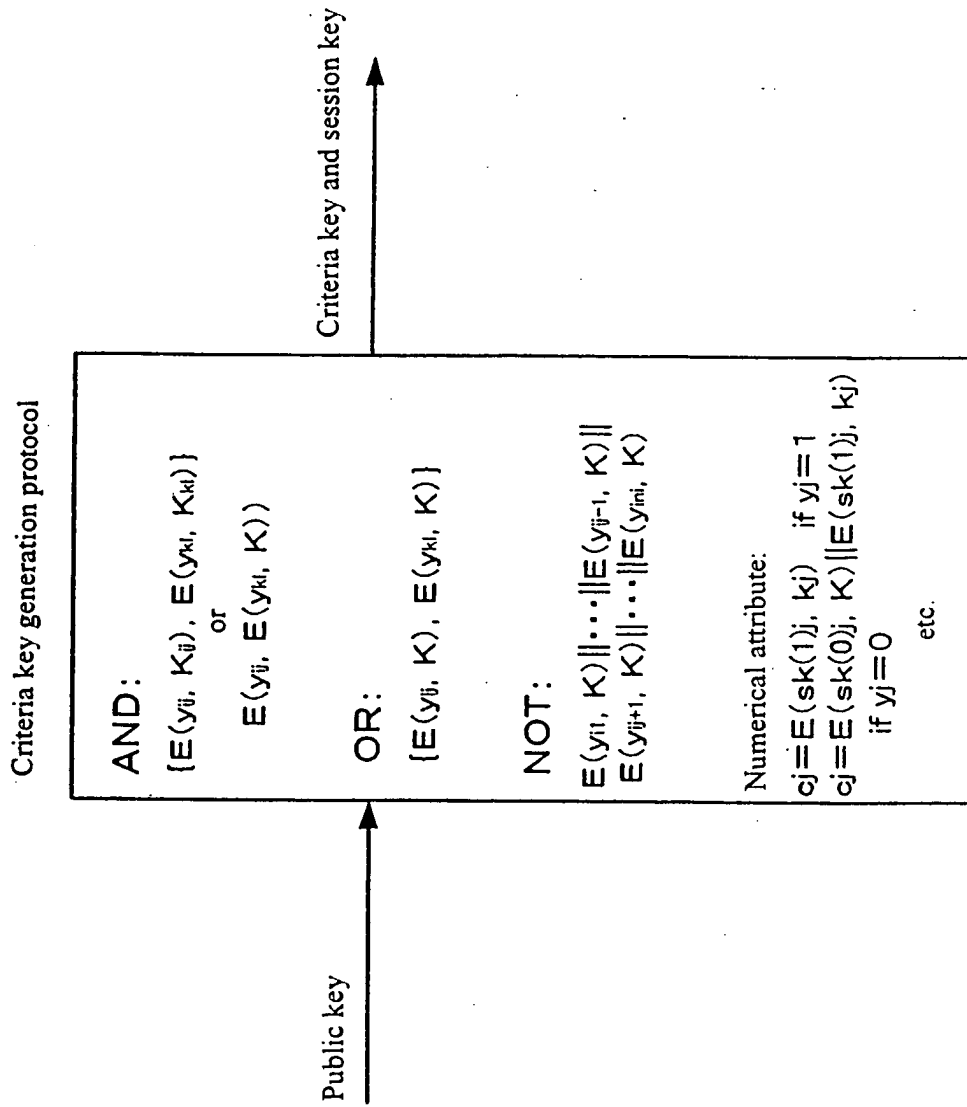 Criteria key generation protocol
Public key
AND:
{E(yij, Kij), E(ykl, Kkl)}
or
E(yij, E(ykl, K))
OR:
{E(yij, K), E(ykl, K)}
NOT:
E(yi1, K)||•••||E(yij-1, K)||
E(yij+1, K)||•••||E(yini, K)
Numerical attribute:
cj=E(sk(1)j, kj) if yj=1
cj=E(sk(0)j, K)||E(sk(1)j, kj)
if yj=0
etc.
Criteria key and session key